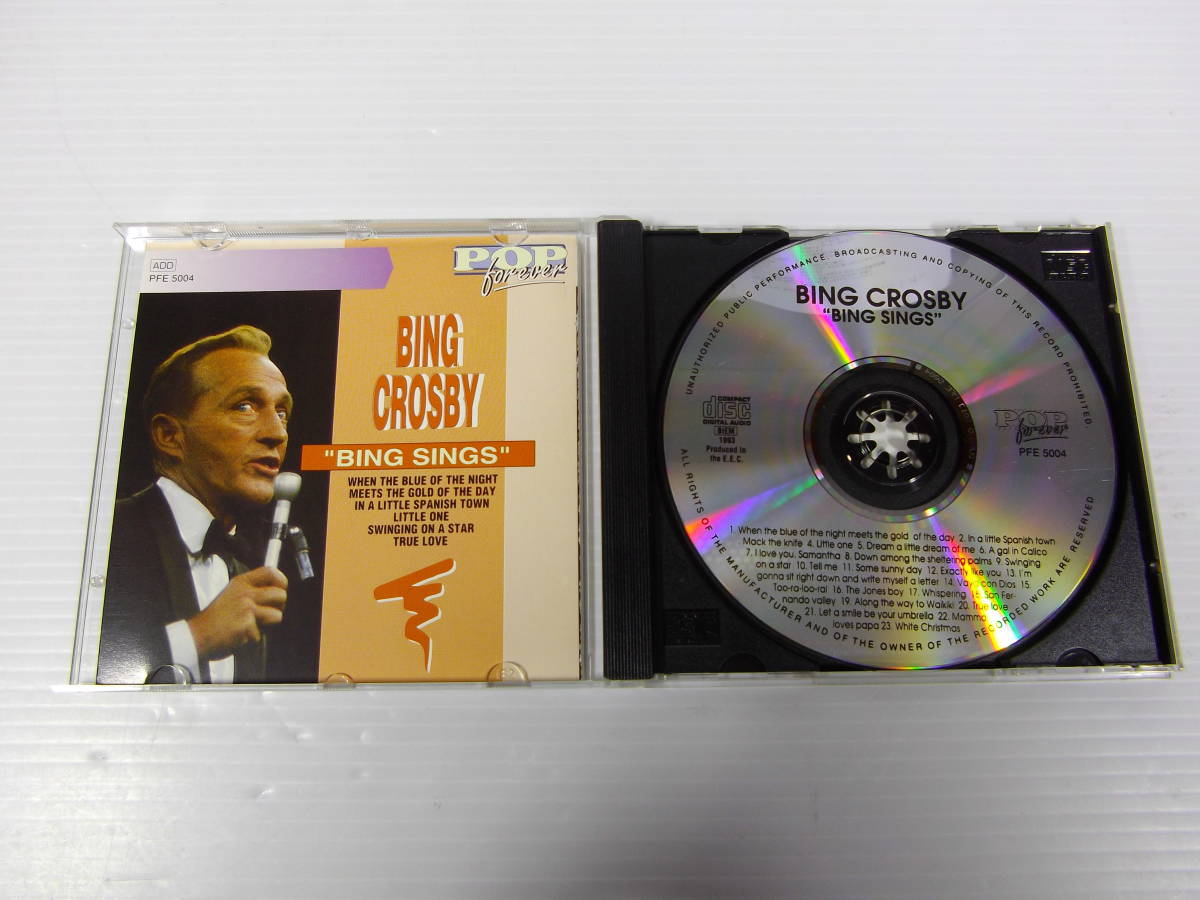 ADD
PFE 5004
POP
forever
BING
CROSBY
"BING SINGS"
WHEN THE BLUE OF THE NIGHT
MEETS THE GOLD OF THE DAY
IN A LITTLE SPANISH TOWN
LITTLE ONE
SWINGING ON A STAR
TRUE LOVE
UNAUTHORIZED PUBLIC PERFORMANCE. BROADCASTING AND COPYING OF THIS RECORD PROHIBITED.
BING CROSBY
"BING SINGS"
COMPACT
disc
DIGITAL AUDIO
BIEM
1993
Produced in
the E.E.C.
POP
forever
PFE 5004
1. When the blue of the night meets the gold of the day 2. In a little Spanish town
Mack the knife 4. Little one 5. Dream a little dream of me 6. A gal in Calico
7. I love you, Samantha 8. Down among the sheltering palms 9. Swinging
on a star 10. Tell me 11. Some sunny day 12. Exactly like you 13. I'm
gonna sit right down and write myself a letter 14. Vaya con Dios 15.
Too-ra-loo-ral 16. The Jones boy 17. Whispering 18. San Fer-
nando valley 19. Along the way to Waikiki 20. True love
21. Let a smile be your umbrella 22. Mamma
loves papa 23. White Christmas
ALL RIGHTS OF THE MANUFACTURER AND OF THE OWNER OF THE RECORDED WORK ARE RESERVED